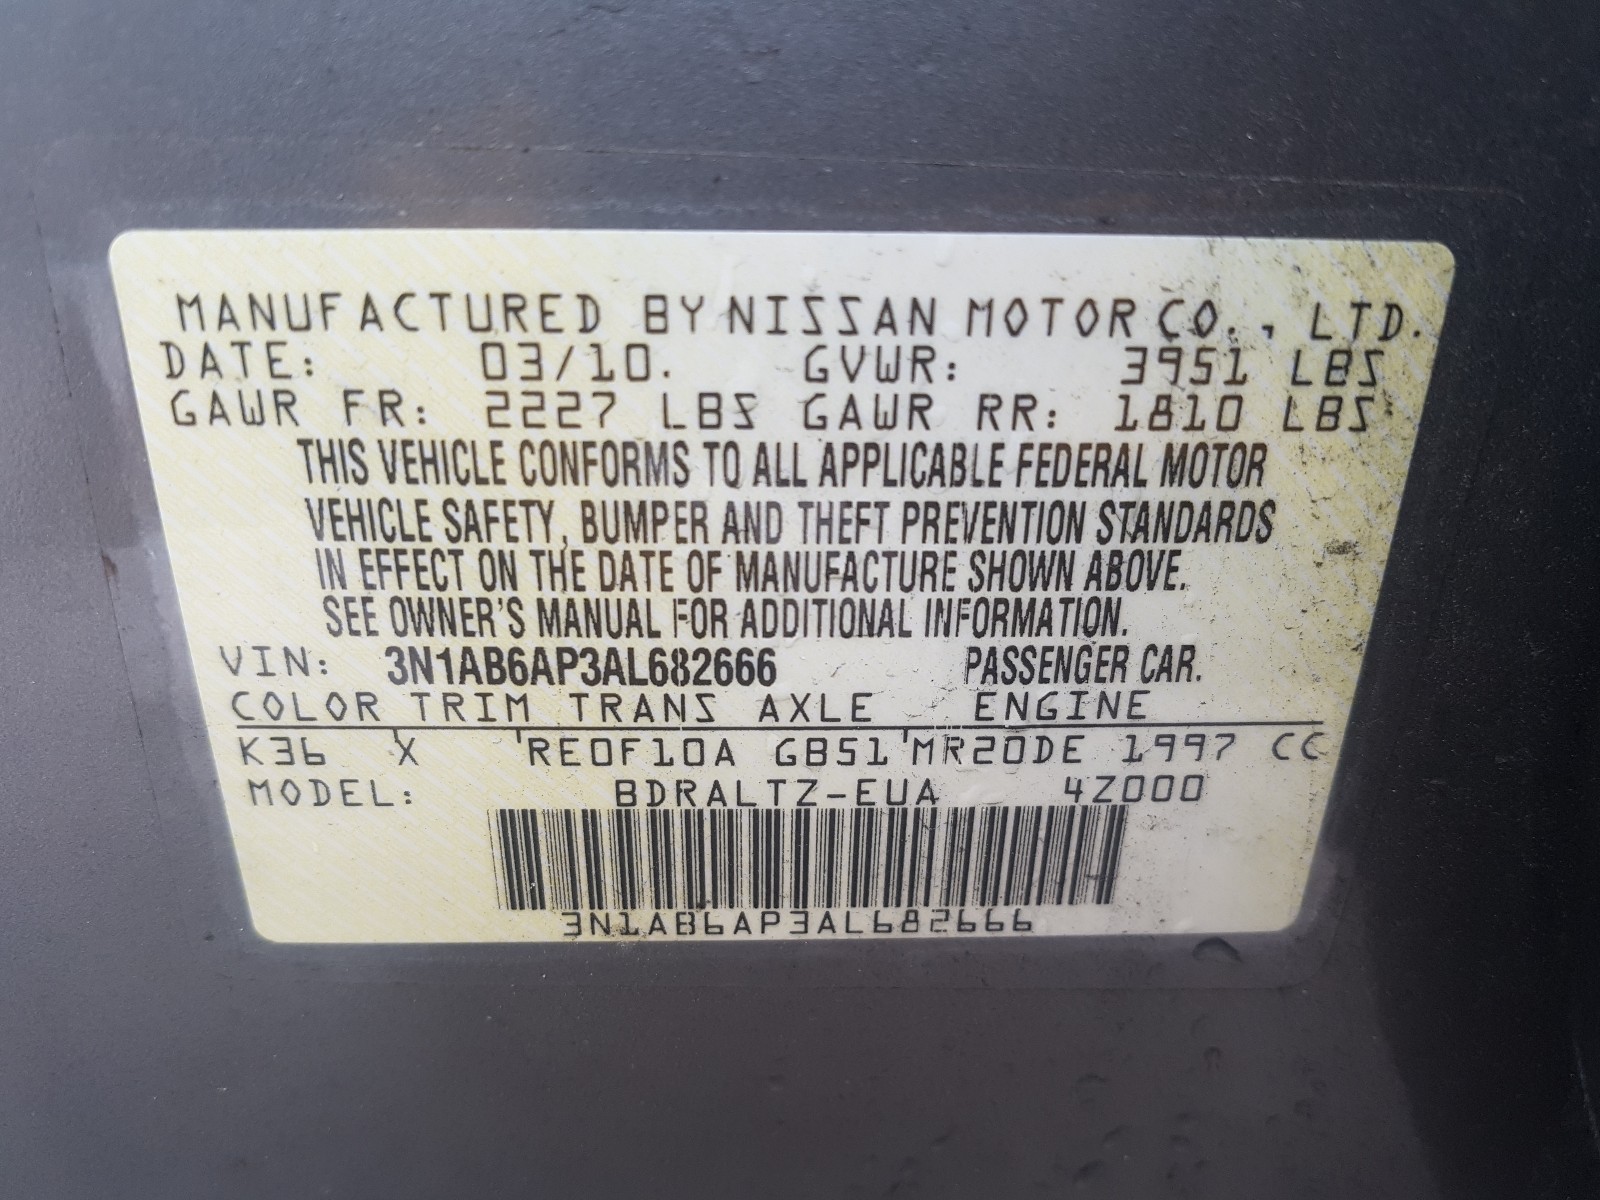 MANUFACTURED BY NISSAN MOTOR CO., LTD.
DATE: 03/10. GVWR: 3951 LBS
GAWR FR: 2227 LBS GAWR RR: 1810 LBS
THIS VEHICLE CONFORMS TO ALL APPLICABLE FEDERAL MOTOR
VEHICLE SAFETY, BUMPER AND THEFT PREVENTION STANDARDS
IN EFFECT ON THE DATE OF MANUFACTURE SHOWN ABOVE.
SEE OWNER'S MANUAL FOR ADDITIONAL INFORMATION.
VIN: 3N1AB6AP3AL682666 PASSENGER CAR.
COLOR TRIM TRANS AXLE ENGINE
K36 X RE0F10A GB51 MR20DE 1997 CC
MODEL: BDRALTZ-EUA 4Z000
3N1AB6AP3AL682666